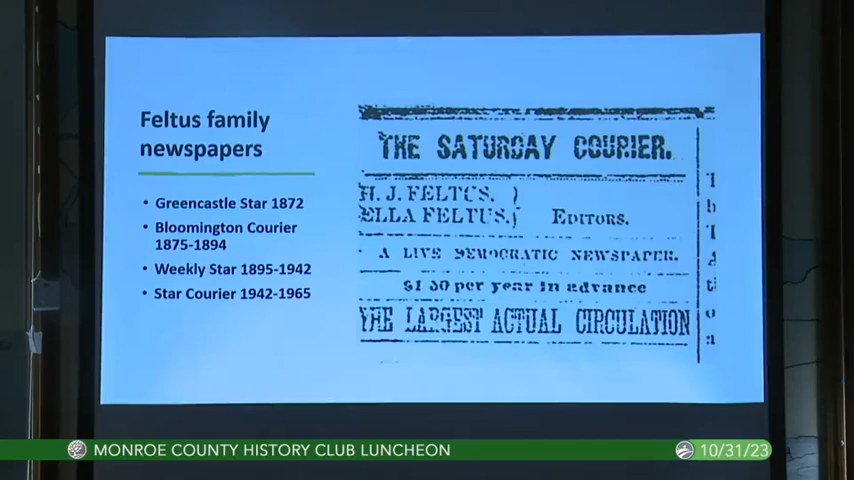 Feltus family
newspapers
• Greencastle Star 1872
• Bloomington Courier
1875-1894
• Weekly Star 1895-1942
• Star Courier 1942-1965
THE SATURDAY COURIER.
H. J. FELTUS. )
ELLA FELTUS.( EDITORS.
A LIVE DEMOCRATIC NEWSPAPER.
$1 50 per year in advance
THE LARGEST ACTUAL CIRCULATION
MONROE COUNTY HISTORY CLUB LUNCHEON
10/31/23